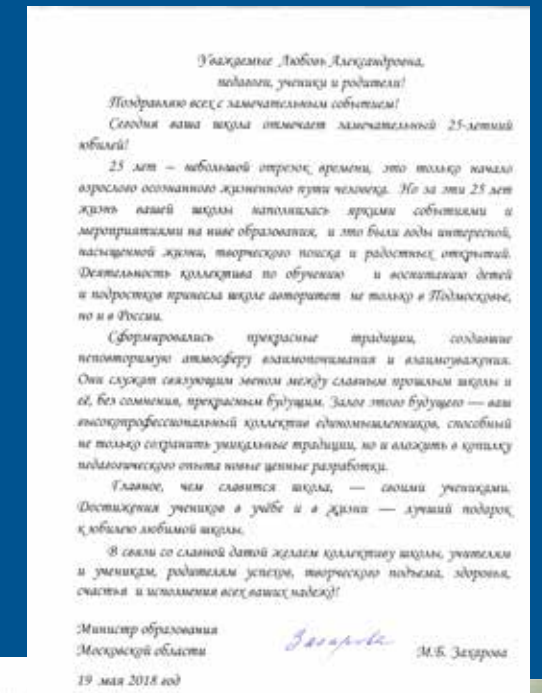 Уважаемые Любовь Александровна,
педагоги, ученики и родители!
Поздравляю всех с замечательным событием!
Сегодня ваша школа отмечает замечательный 25-летний
юбилей!
25 лет – небольшой отрезок времени, это только начало
взрослого осознанного жизненного пути человека. Но за эти 25 лет
жизнь вашей школы наполнилась яркими событиями и
мероприятиями на ниве образования, и это были годы интересной,
насыщенной жизни, творческого поиска и радостных открытий.
Деятельность коллектива по обучению и воспитанию детей
и подростков принесла школе авторитет не только в Подмосковье,
но и в России.
Сформировались прекрасные традиции, создавшие
неповторимую атмосферу взаимопонимания и взаимоуважения.
Они служат связующим звеном между славным прошлым школы и
её, без сомнения, прекрасным будущим. Залог этого будущего — ваш
высокопрофессиональный коллектив единомышленников, способный
не только сохранить уникальные традиции, но и вложить в копилку
педагогического опыта новые ценные разработки.
Главное, чем славится школа, — своими учениками.
Достижения учеников в учёбе и в жизни — лучший подарок
к юбилею любимой школы.
В связи со славной датой желаем коллективу школы, учителям
и ученикам, родителям успехов, творческого подъема, здоровья,
счастья и исполнения всех ваших надежд!
Министр образования
Московской области Захарова М.Б. Захарова
19 мая 2018 год